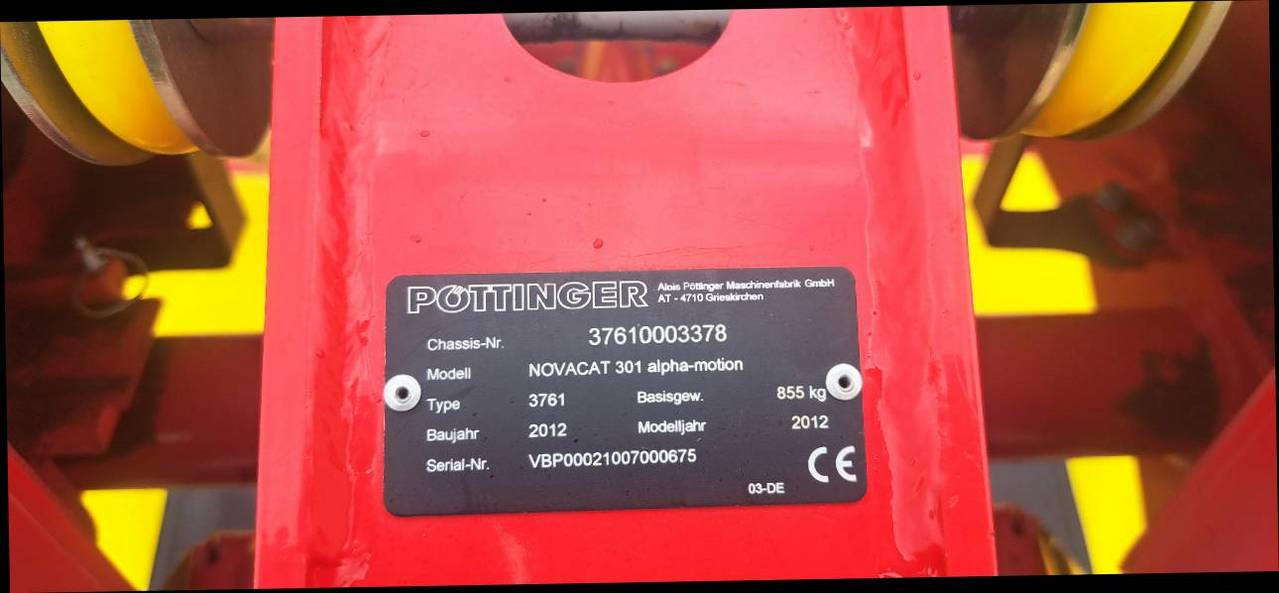 PÖTTINGER Alois Pöttinger Maschinenfabrik GmbH
AT - 4710 Grieskirchen
Chassis-Nr. 37610003378
Modell NOVACAT 301 alpha-motion
Type 3761 Basisgew. 855 kg
Baujahr 2012 Modelljahr 2012
Serial-Nr. VBP00021007000675
CE
03-DE